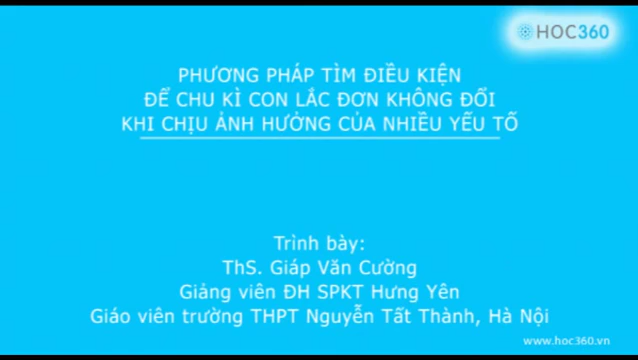 HOC360
PHƯƠNG PHÁP TÌM ĐIỀU KIỆN
ĐỂ CHU KÌ CON LẮC ĐƠN KHÔNG ĐỔI
KHI CHỊU ẢNH HƯỞNG CỦA NHIỀU YẾU TỐ
Trình bày:
ThS. Giáp Văn Cường
Giảng viên ĐH SPKT Hưng Yên
Giáo viên trường THPT Nguyễn Tất Thành, Hà Nội
www.hoc360.vn